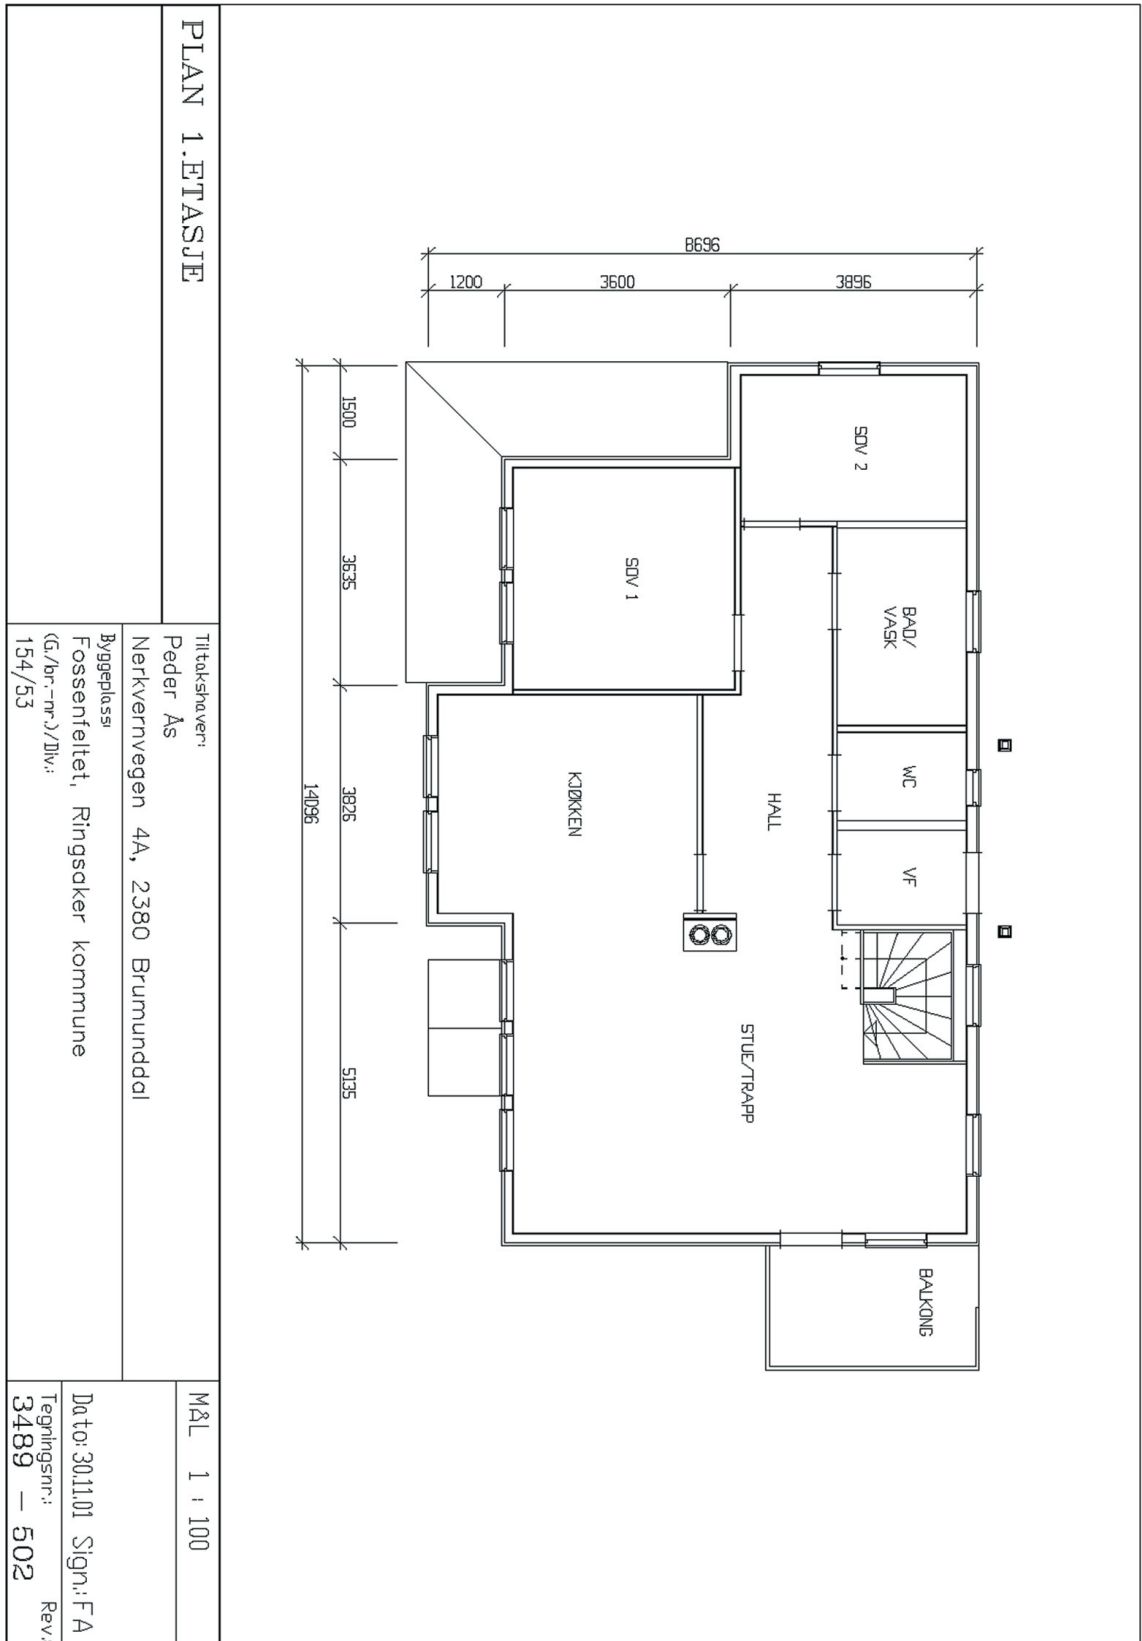 8696
1200
3600
3896
1500
3635
3826
5135
14096
SOV 2
SOV 1
BAD/
VASK
WC
VF
HALL
KJØKKEN
STUE/TRAPP
BALKONG
PLAN 1.ETASJE
Tiltakshaver:
Peder Ås
Nerkvernvegen 4A, 2380 Brumunddal
Byggeplass:
Fossenfeltet, Ringsaker kommune
(G./br.-nr.)/Div.:
154/53
MÅL 1 : 100
Dato: 30.11.01 Sign.: FA
Tegningsnr.: Rev.:
3489 – 502